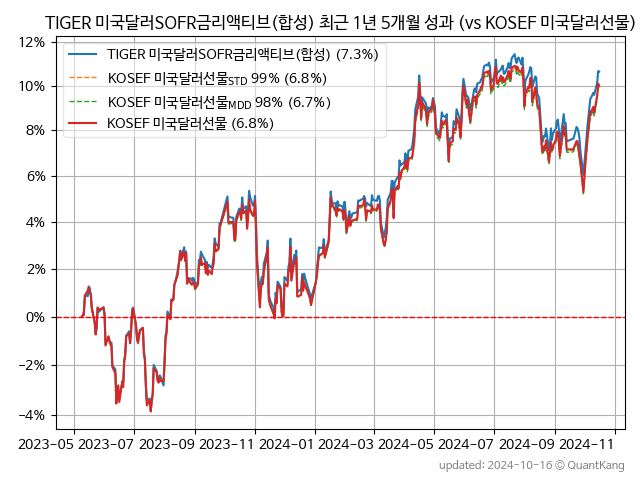 TIGER 미국달러SOFR금리액티브(합성) 최근 1년 5개월 성과 (vs KOSEF 미국달러선물)
12%
10%
8%
6%
4%
2%
0%
−2%
−4%
TIGER 미국달러SOFR금리액티브(합성) (7.3%)
KOSEF 미국달러선물STD 99% (6.8%)
KOSEF 미국달러선물MDD 98% (6.7%)
KOSEF 미국달러선물 (6.8%)
2023-05 2023-07 2023-09 2023-11 2024-01 2024-03 2024-05 2024-07 2024-09 2024-11
updated: 2024-10-16 © QuantKang